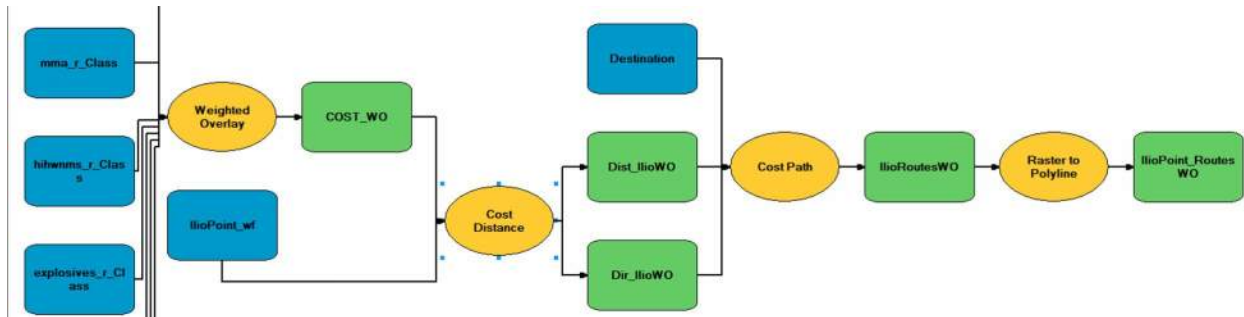 mma_r_Class
hihwnms_r_Clas
s
explosives_r_Cl
ass
Weighted
Overlay
COST_WO
IlioPoint_wf
Cost
Distance
Destination
Dist_IlioWO
Dir_IlioWO
Cost Path
IlioRoutesWO
Raster to
Polyline
IlioPoint_Routes
WO